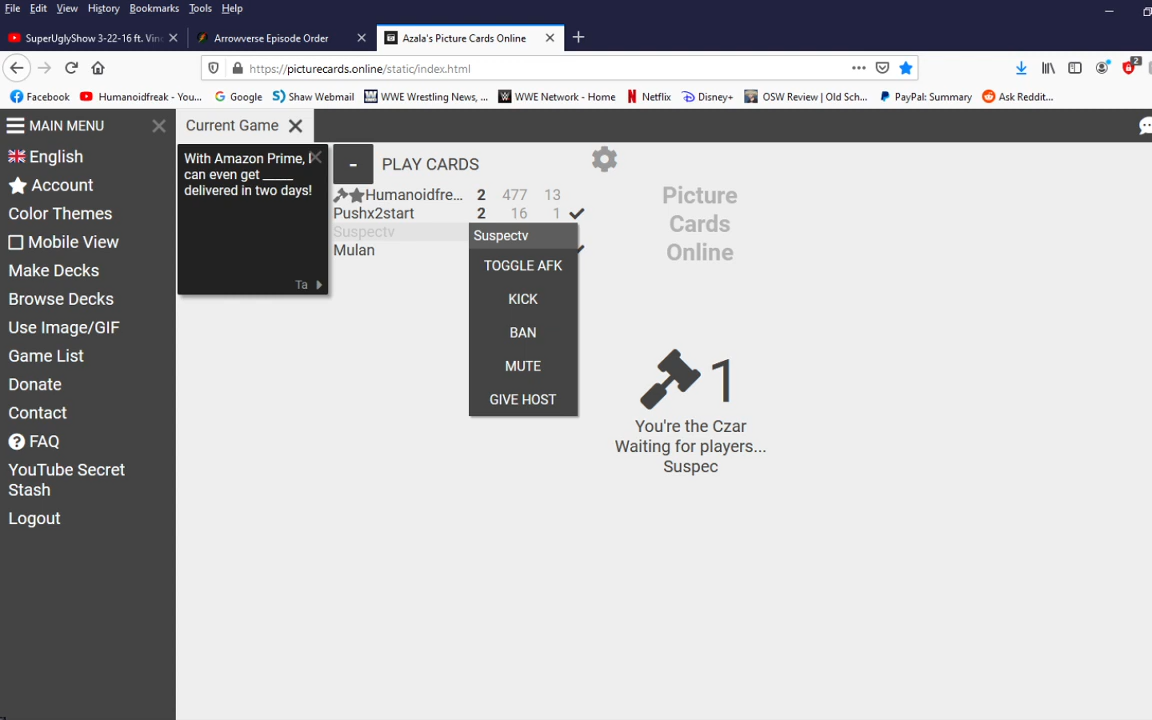 File Edit View History Bookmarks Tools Help
SuperUglyShow 3-22-16 ft. Vin
Arrowverse Episode Order
Azala's Picture Cards Online
https://picturecards.online/static/index.html
2
Facebook
Humanoidfreak - You...
Google
Shaw Webmail
WWE Wrestling News, ...
WWE Network - Home
Netflix
Disney+
OSW Review | Old Sch...
PayPal: Summary
Ask Reddit...
MAIN MENU
English
Account
Color Themes
Mobile View
Make Decks
Browse Decks
Use Image/GIF
Game List
Donate
Contact
FAQ
YouTube Secret
Stash
Logout
Current Game
With Amazon Prime, I
can even get _____
delivered in two days!
Ta
- PLAY CARDS
Humanoidfre... 2 477 13
Pushx2start 2 16 1
Suspectv
Mulan
Suspectv
TOGGLE AFK
KICK
BAN
MUTE
GIVE HOST
Picture
Cards
Online
1
You're the Czar
Waiting for players...
Suspec